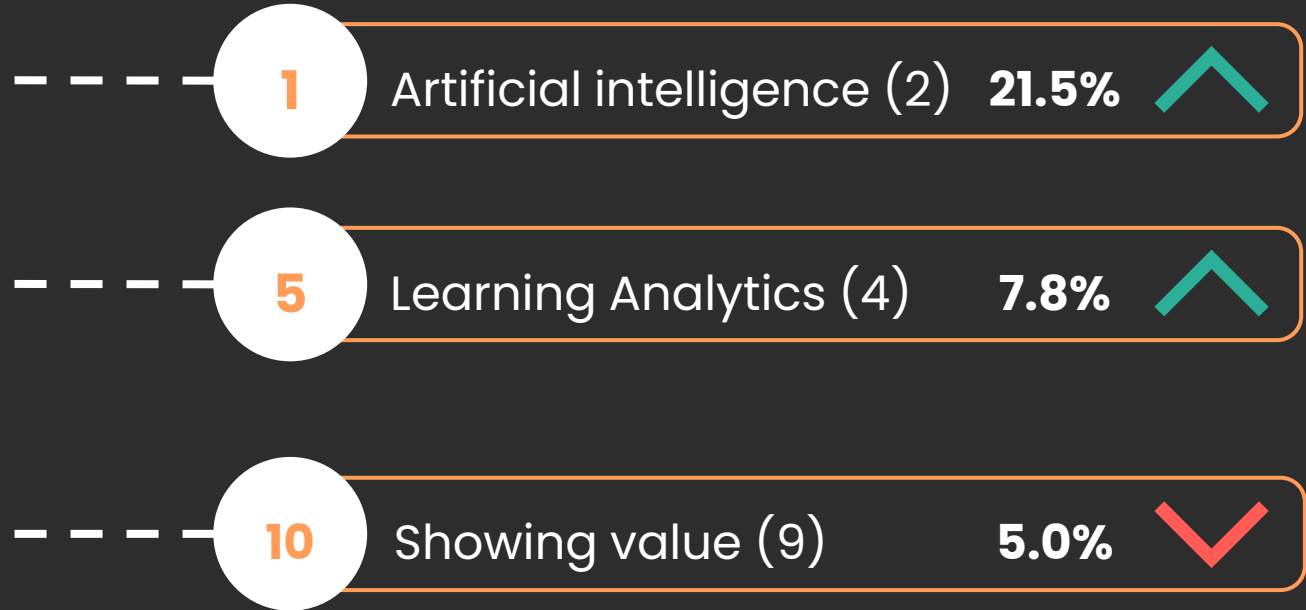 1 Artificial intelligence (2) 21.5%
5 Learning Analytics (4) 7.8%
10 Showing value (9) 5.0%